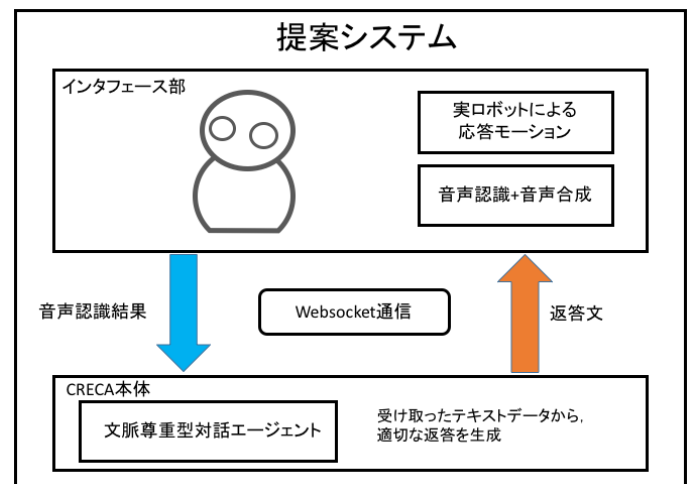 提案システム
インタフェース部
実ロボットによる
応答モーション
音声認識+音声合成
音声認識結果
Websocket通信
返答文
CRECA本体
文脈尊重型対話エージェント
受け取ったテキストデータから,
適切な返答を生成